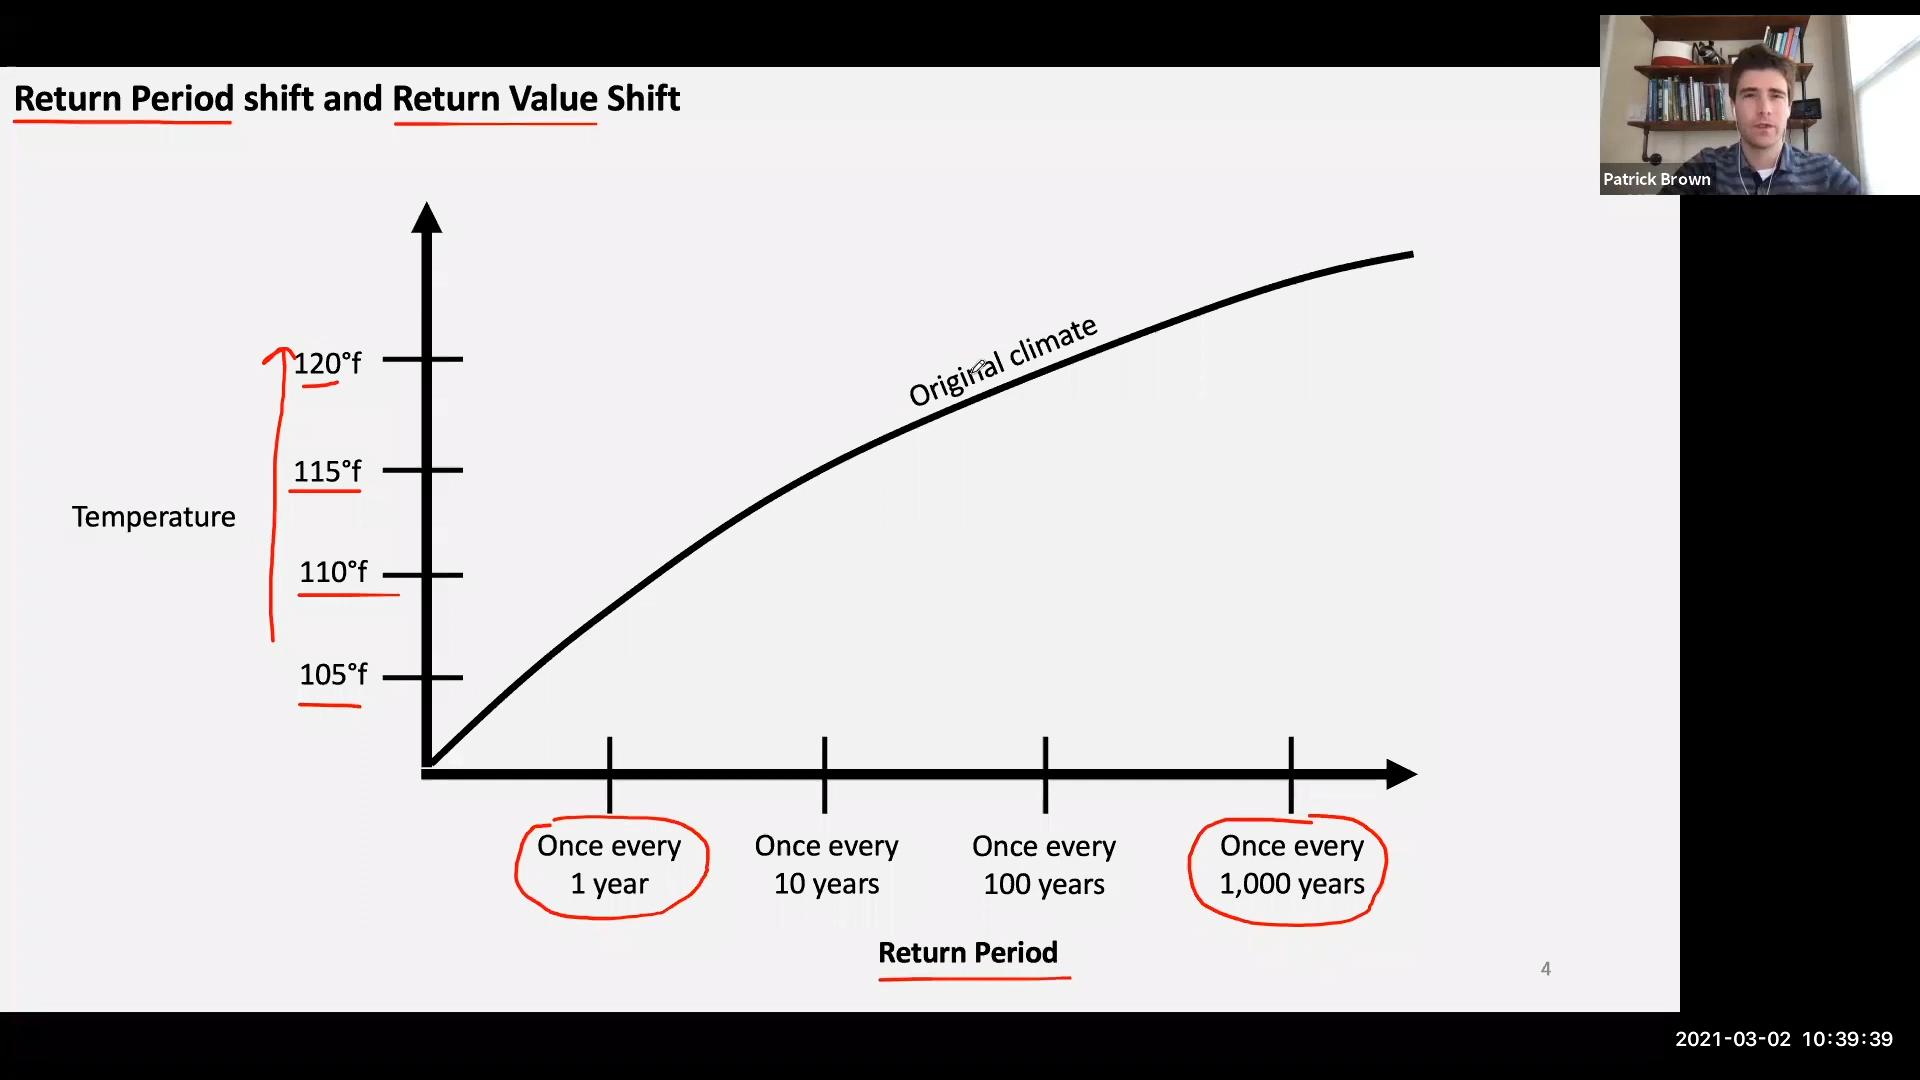 Return Period shift and Return Value Shift
Patrick Brown
Original climate
120°f
115°f
Temperature
110°f
105°f
Once every
1 year
Once every
10 years
Once every
100 years
Once every
1,000 years
Return Period
4
2021-03-02 10:39:39